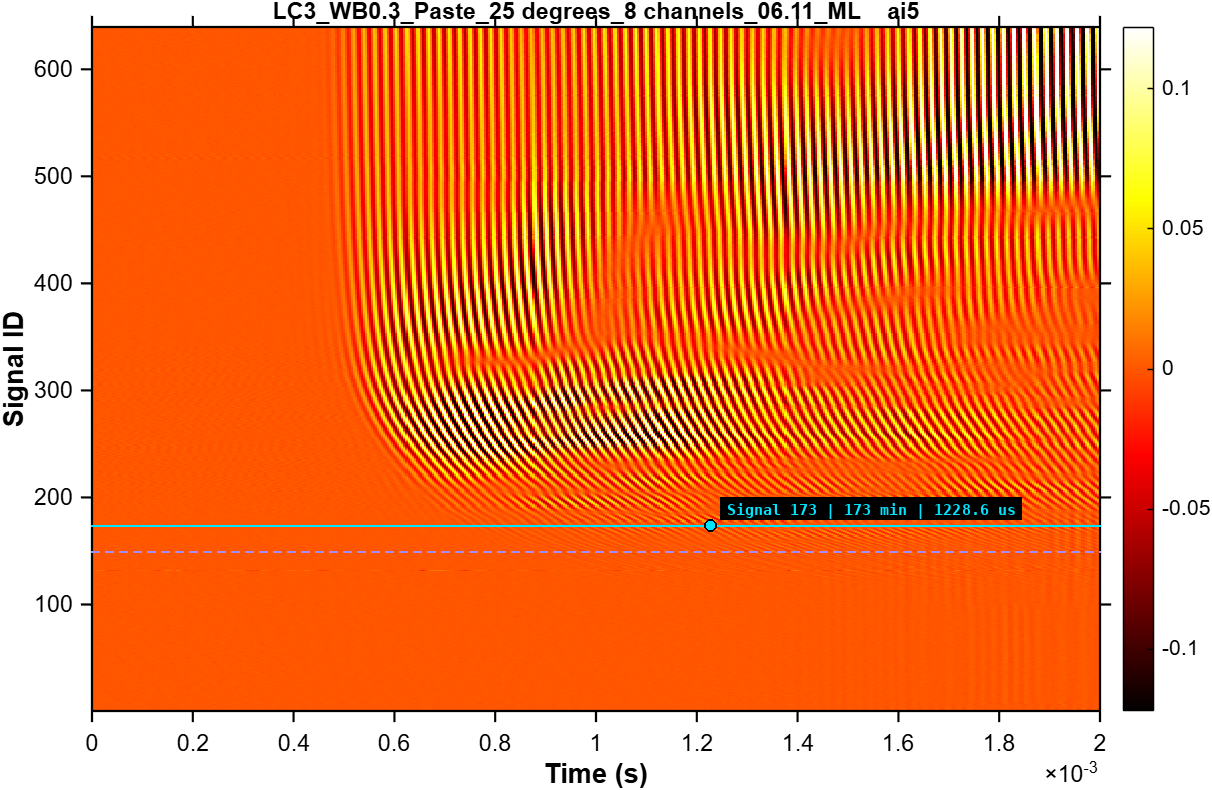 LC3_WB0.3_Paste_25 degrees_8 channels_06.11_ML ai5
600
500
400
300
200
100
Signal ID
Signal 173 | 173 min | 1228.6 us
0.1
0.05
0
-0.05
-0.1
0 0.2 0.4 0.6 0.8 1 1.2 1.4 1.6 1.8 2
Time (s)
×10-3